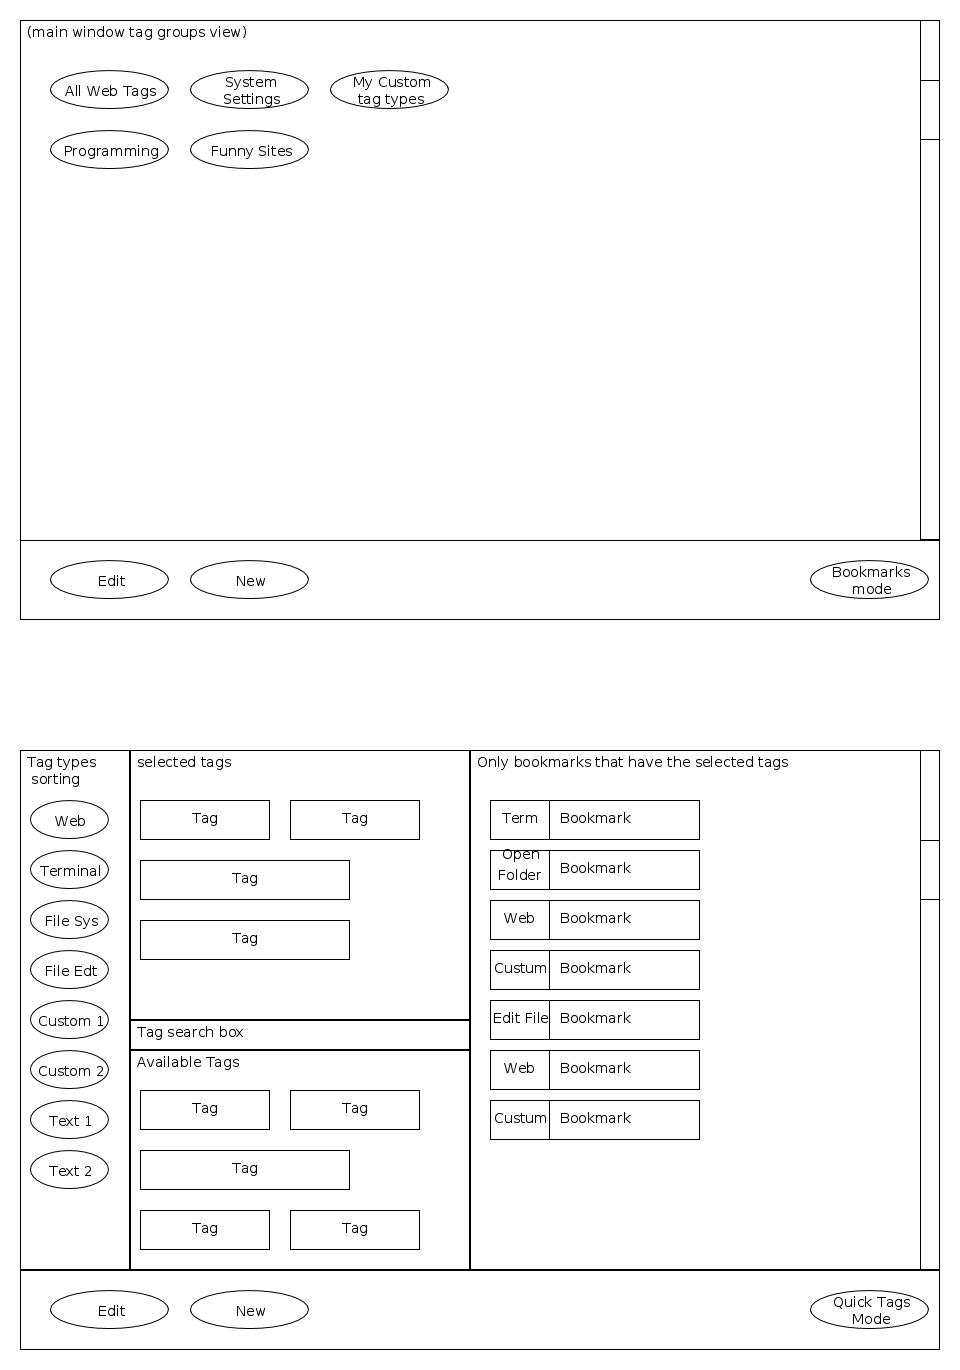 (main window tag groups view)
All Web Tags
System
Settings
My Custom
tag types
Programming
Funny Sites
Edit
New
Bookmarks
mode
Tag types
sorting
Web
Terminal
File Sys
File Edt
Custom 1
Custom 2
Text 1
Text 2
selected tags
Tag
Tag
Tag
Tag
Tag search box
Available Tags
Tag
Tag
Tag
Tag
Tag
Only bookmarks that have the selected tags
Term Bookmark
Open
Folder Bookmark
Web Bookmark
Custum Bookmark
Edit File Bookmark
Web Bookmark
Custum Bookmark
Edit
New
Quick Tags
Mode